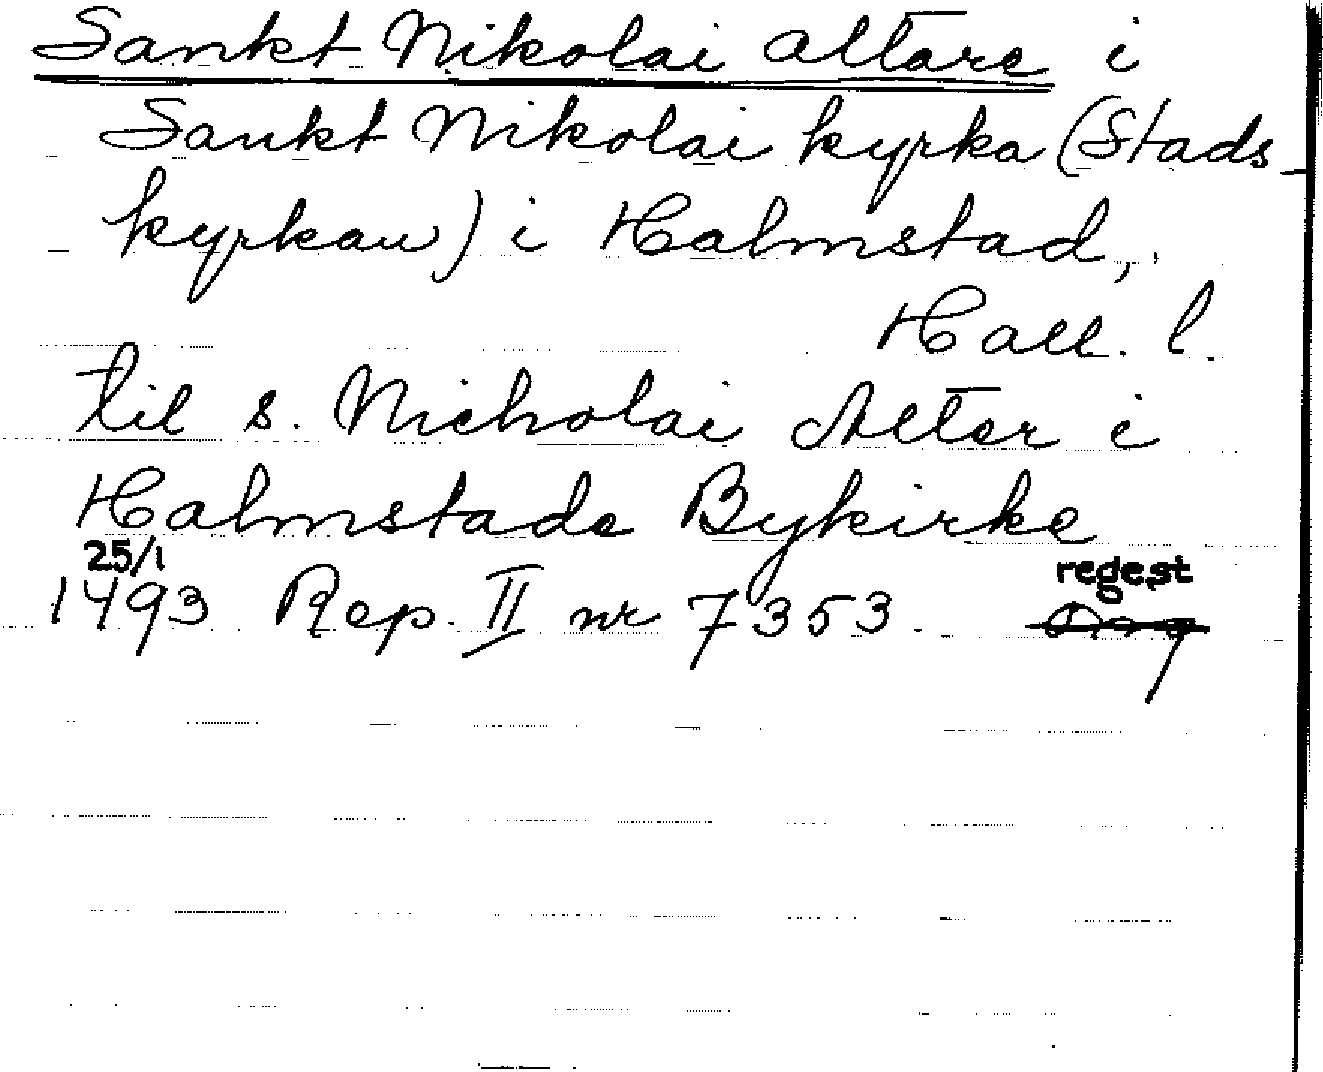 Sankt Nikolai altare i
Sankt Nikolai kyrka (Stads-
kyrkan) i Halmstad,
Hall. l.
til s. Nicholai Alter i
Halmstade Bykirke
25/1
1493 Rep. II nr 7353. regest